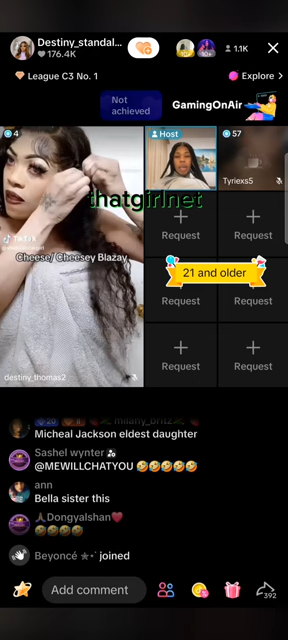 Destiny_standal...
176.4K
1.1K
League C3 No. 1
Explore >
Not
achieved
GamingOnAir
4
Host
57
thatgirlnet
Tyriexs5
TikTok
Cheese/ Cheesey Blazay
Request
Request
21 and older
Request
Request
Request
Request
destiny_thomas2
Micheal Jackson eldest daughter
Sashel wynter
@MEWILLCHATYOU 🤣🤣🤣🤣🤣
ann
Bella sister this
🙏🏿Dongyalshan❤️
🤣🤣🤣🤣
Beyoncé ✭⋆˙ joined
Add comment
392